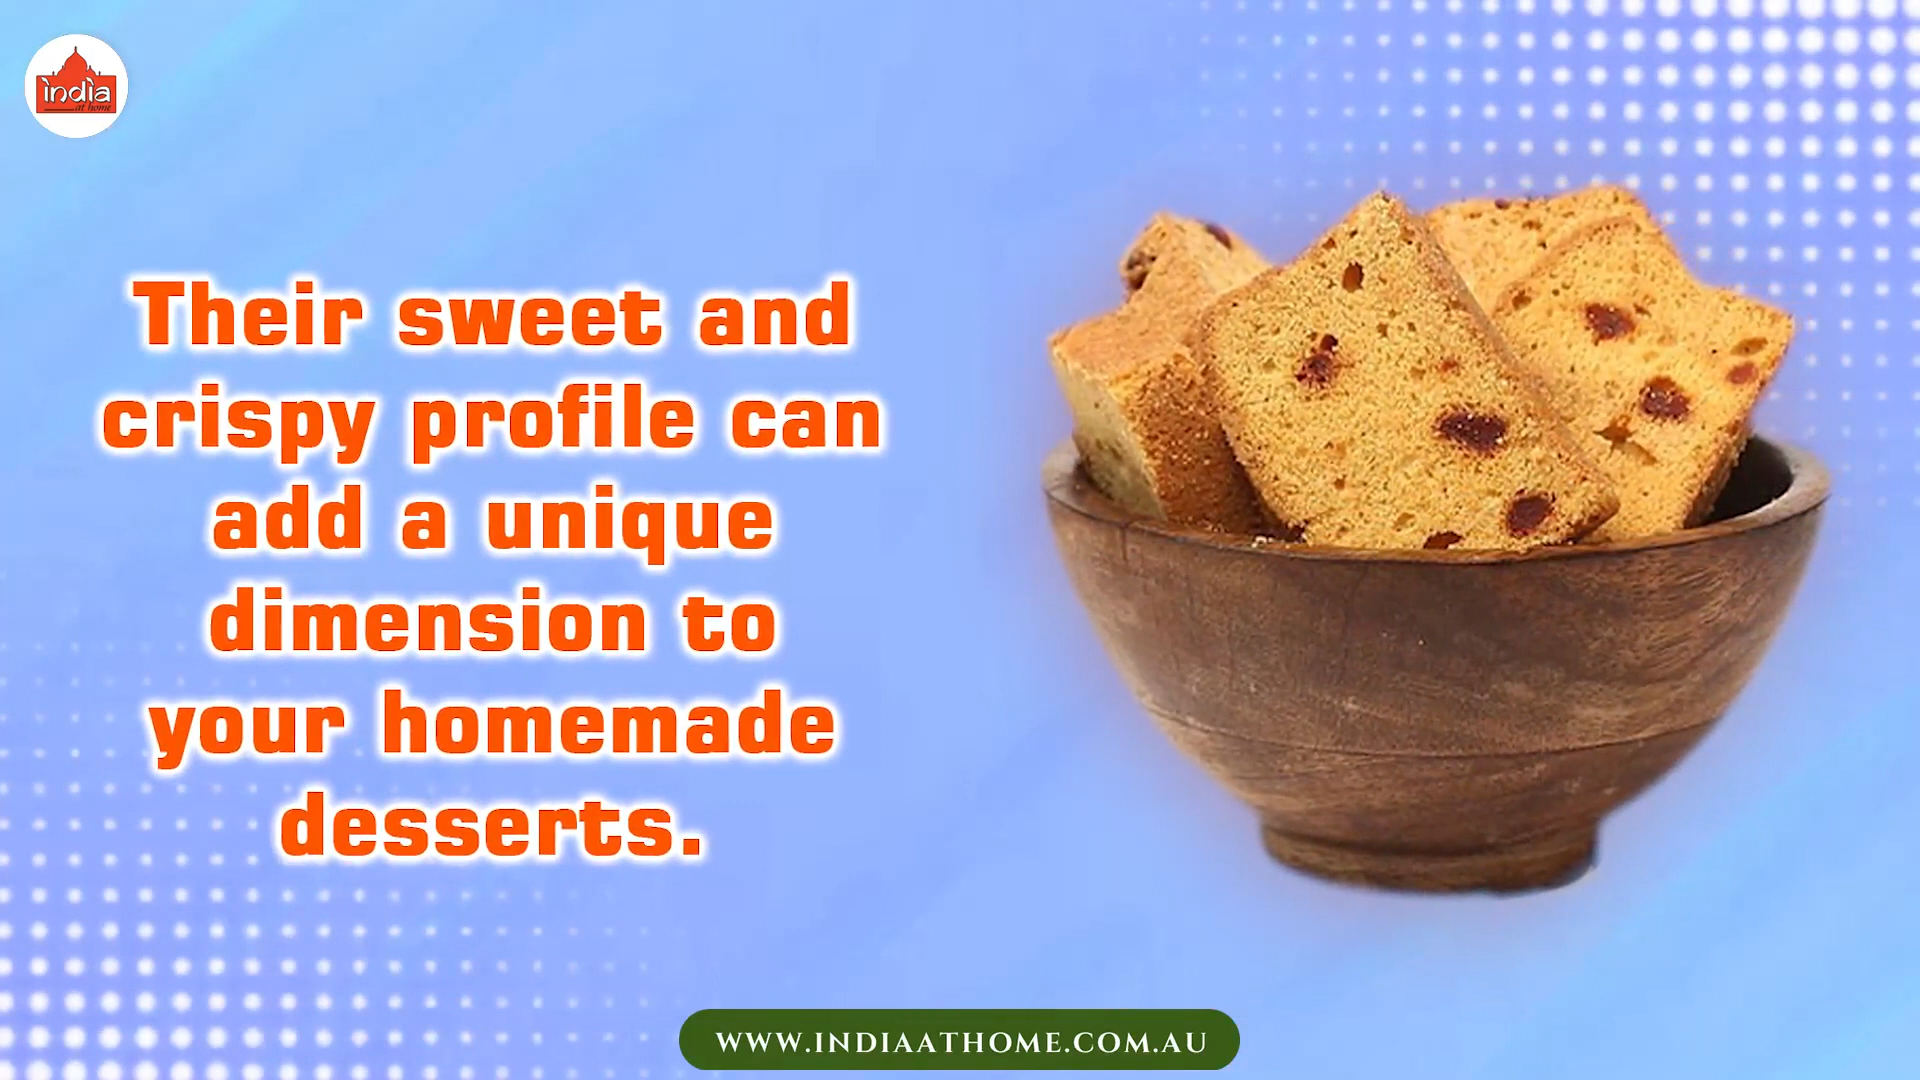 india
at home
Their sweet and
crispy profile can
add a unique
dimension to
your homemade
desserts.
WWW.INDIAATHOME.COM.AU